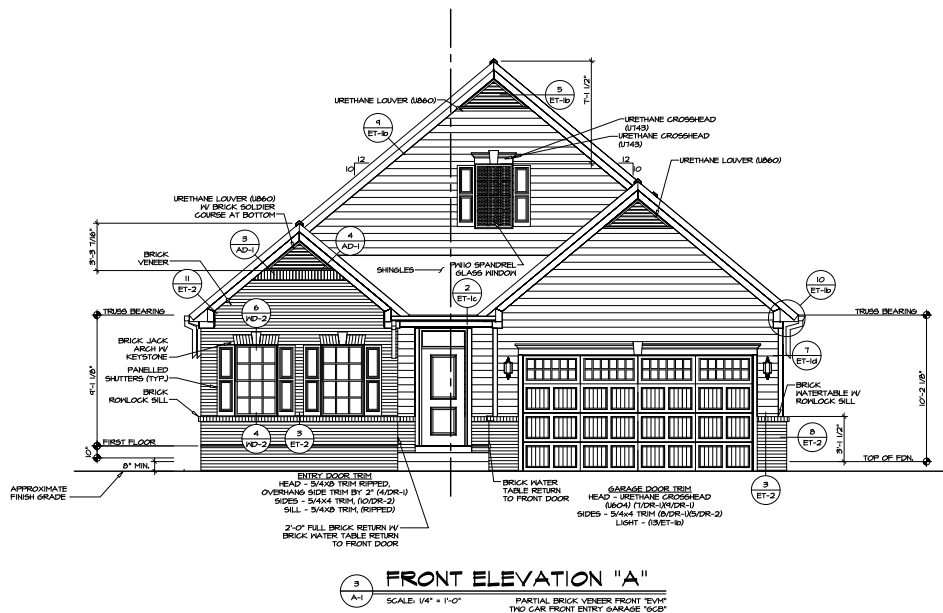 URETHANE LOUVER (U860)
5
ET-1b
7'-1 1/2"
9
ET-1b
URETHANE CROSSHEAD
(U743)
URETHANE CROSSHEAD
(U743)
12
10
12
10
URETHANE LOUVER (U860)
URETHANE LOUVER (U860)
W/ BRICK SOLDIER
COURSE AT BOTTOM
3'-3 7/16"
3
AD-1
4
AD-1
BRICK
VENEER
SHINGLES
PW110 SPANDREL
GLASS WINDOW
11
ET-2
2
ET-1c
10
ET-1b
TRUSS BEARING
TRUSS BEARING
6
WD-2
BRICK JACK
ARCH W/
KEYSTONE
7
ET-1d
PANELLED
SHUTTERS (TYP.)
9'-1 1/8"
10'-2 1/8"
BRICK
ROWLOCK SILL
BRICK
WATERTABLE W/
ROWLOCK SILL
4
WD-2
3
ET-2
8
ET-2
3'-1 1/2"
FIRST FLOOR
10"
8" MIN.
TOP OF FDN.
APPROXIMATE
FINISH GRADE
3
ET-2
ENTRY DOOR TRIM
HEAD - 5/4X8 TRIM RIPPED,
OVERHANG SIDE TRIM BY 2" (4/DR-1)
SIDES - 5/4X4 TRIM, (10/DR-2)
SILL - 5/4X8 TRIM, (RIPPED)
BRICK WATER
TABLE RETURN
TO FRONT DOOR
GARAGE DOOR TRIM
HEAD - URETHANE CROSSHEAD
(U604) (7/DR-1)(9/DR-1)
SIDES - 5/4x4 TRIM (8/DR-1)(5/DR-2)
LIGHT - (13/ET-1b)
2'-0" FULL BRICK RETURN W/
BRICK WATER TABLE RETURN
TO FRONT DOOR
3
A-1
FRONT ELEVATION "A"
SCALE: 1/4" = 1'-0"
PARTIAL BRICK VENEER FRONT "EVM"
TWO CAR FRONT ENTRY GARAGE "GCB"